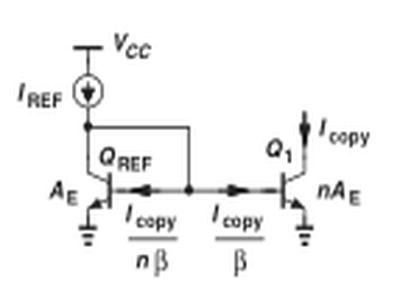 V_CC
I_REF
Q_REF
Q_1
I_copy
A_E
nA_E
I_copy
nβ
I_copy
β